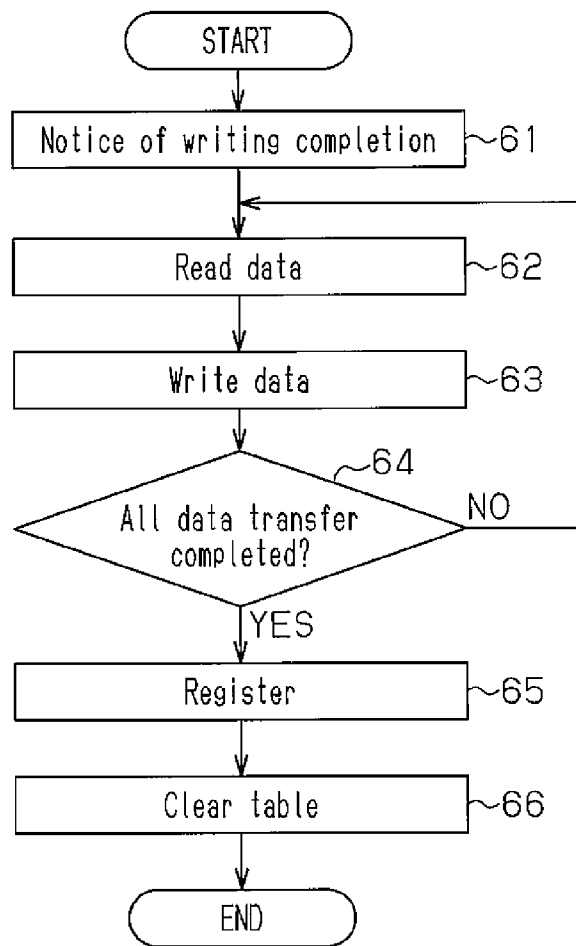 START
Notice of writing completion 61
Read data 62
Write data 63
64
All data transfer
completed?
NO
YES
Register 65
Clear table 66
END